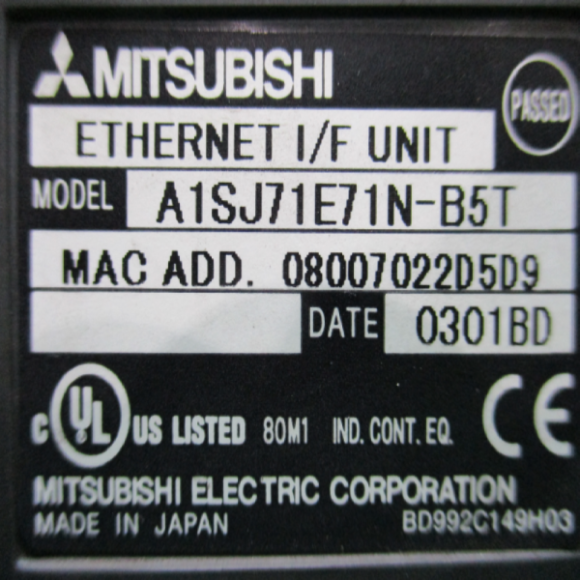 MITSUBISHI
PASSED
ETHERNET I/F UNIT
MODEL A1SJ71E71N-B5T
MAC ADD. 08007022D5D9
DATE 0301BD
C UL US LISTED 80M1 IND. CONT. EQ. CE
MITSUBISHI ELECTRIC CORPORATION
MADE IN JAPAN BD992C149H03